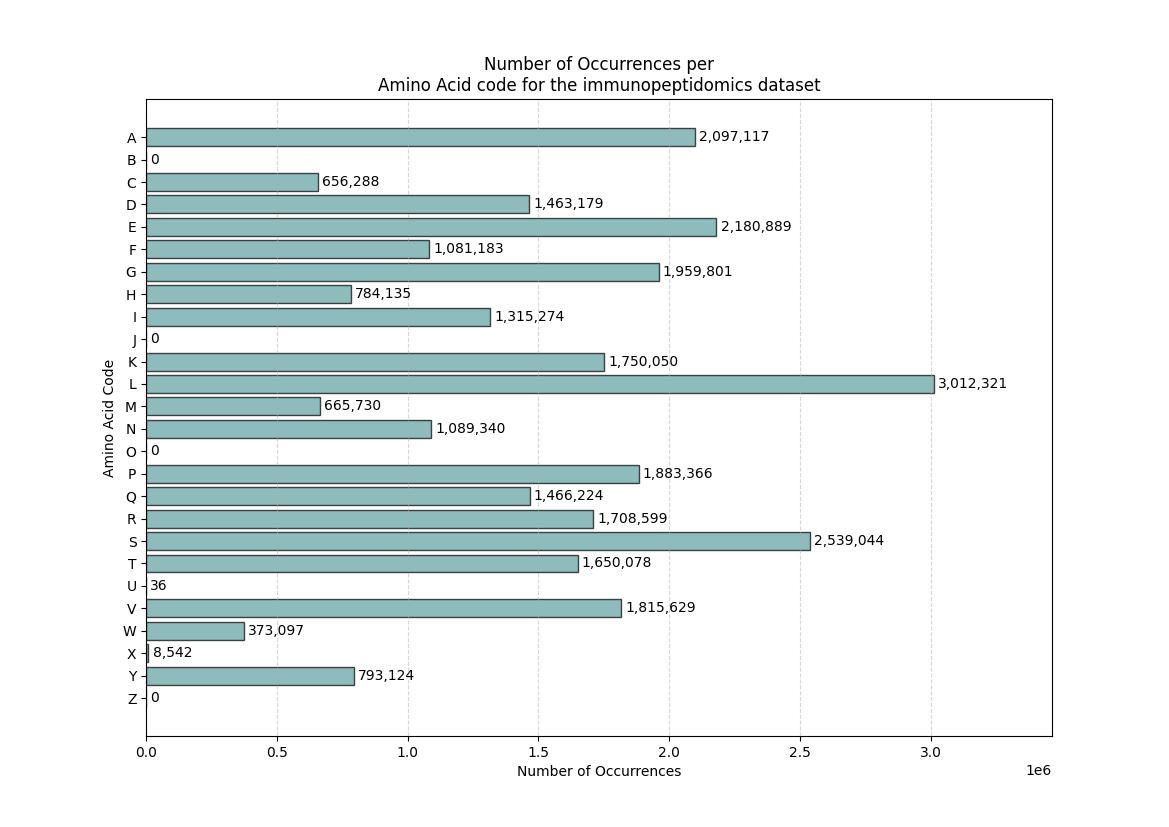 Number of Occurrences per
Amino Acid code for the immunopeptidomics dataset
Amino Acid Code
A 2,097,117
B 0
C 656,288
D 1,463,179
E 2,180,889
F 1,081,183
G 1,959,801
H 784,135
I 1,315,274
J 0
K 1,750,050
L 3,012,321
M 665,730
N 1,089,340
O 0
P 1,883,366
Q 1,466,224
R 1,708,599
S 2,539,044
T 1,650,078
U 36
V 1,815,629
W 373,097
X 8,542
Y 793,124
Z 0
0.0 0.5 1.0 1.5 2.0 2.5 3.0
Number of Occurrences
1e6